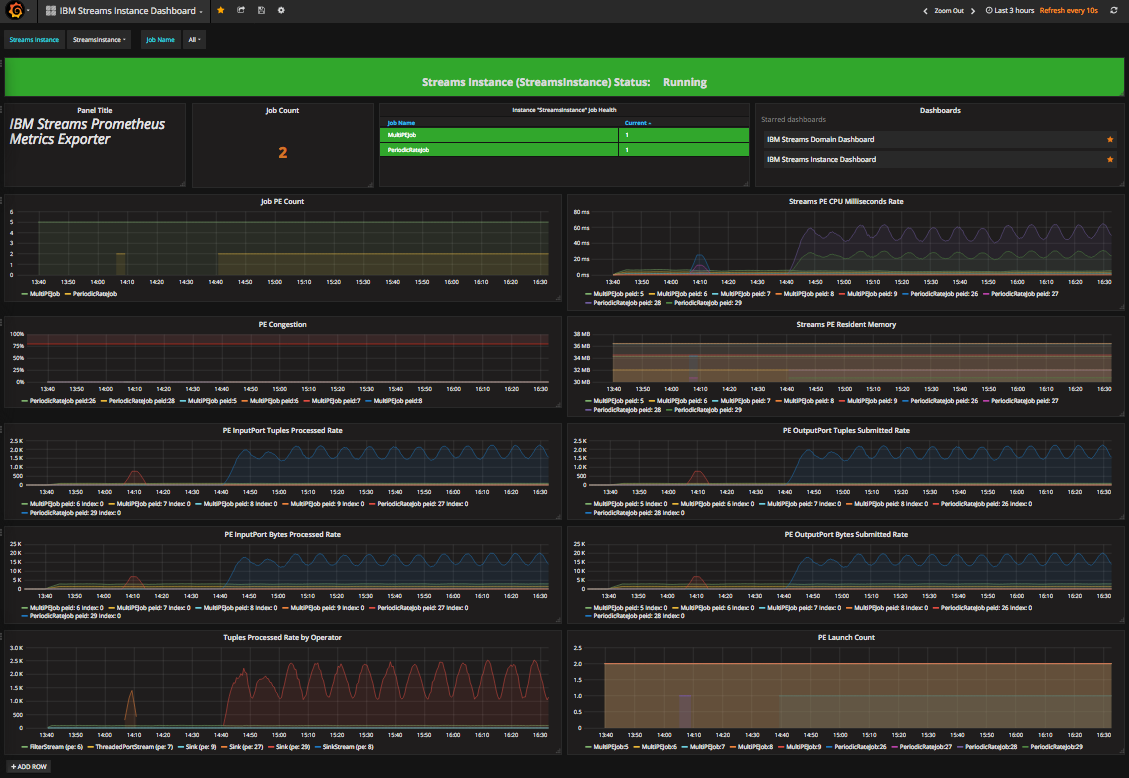 IBM Streams Instance Dashboard
Zoom Out
Last 3 hours
Refresh every 10s
Streams Instance
StreamsInstance
Job Name
All
Streams Instance (StreamsInstance) Status: Running
Panel Title
IBM Streams Prometheus
Metrics Exporter
Job Count
2
Instance "StreamsInstance" Job Health
Job Name Current
MultiPEJob 1
PeriodicRateJob 1
Dashboards
Starred dashboards
IBM Streams Domain Dashboard
IBM Streams Instance Dashboard
Job PE Count
6
5
4
3
2
1
0
13:40 13:50 14:00 14:10 14:20 14:30 14:40 14:50 15:00 15:10 15:20 15:30 15:40 15:50 16:00 16:10 16:20 16:30
MultiPEJob PeriodicRateJob
Streams PE CPU Milliseconds Rate
80 ms
60 ms
40 ms
20 ms
0 ms
13:40 13:50 14:00 14:10 14:20 14:30 14:40 14:50 15:00 15:10 15:20 15:30 15:40 15:50 16:00 16:10 16:20 16:30
MultiPEJob peid: 5 MultiPEJob peid: 6 MultiPEJob peid: 7 MultiPEJob peid: 8 MultiPEJob peid: 9 PeriodicRateJob peid: 26 PeriodicRateJob peid: 27
PeriodicRateJob peid: 28 PeriodicRateJob peid: 29
PE Congestion
100%
75%
50%
25%
0%
13:40 13:50 14:00 14:10 14:20 14:30 14:40 14:50 15:00 15:10 15:20 15:30 15:40 15:50 16:00 16:10 16:20 16:30
PeriodicRateJob peid:26 PeriodicRateJob peid:28 MultiPEJob peid:5 MultiPEJob peid:6 MultiPEJob peid:7 MultiPEJob peid:8
Streams PE Resident Memory
38 MB
36 MB
34 MB
32 MB
30 MB
13:40 13:50 14:00 14:10 14:20 14:30 14:40 14:50 15:00 15:10 15:20 15:30 15:40 15:50 16:00 16:10 16:20 16:30
MultiPEJob peid: 5 MultiPEJob peid: 6 MultiPEJob peid: 7 MultiPEJob peid: 8 MultiPEJob peid: 9 PeriodicRateJob peid: 26 PeriodicRateJob peid: 27
PeriodicRateJob peid: 28 PeriodicRateJob peid: 29
PE InputPort Tuples Processed Rate
2.5 K
2.0 K
1.5 K
1.0 K
500
0
13:40 13:50 14:00 14:10 14:20 14:30 14:40 14:50 15:00 15:10 15:20 15:30 15:40 15:50 16:00 16:10 16:20 16:30
MultiPEJob peid: 6 Index: 0 MultiPEJob peid: 7 Index: 0 MultiPEJob peid: 8 Index: 0 MultiPEJob peid: 9 Index: 0 PeriodicRateJob peid: 27 Index: 0
PeriodicRateJob peid: 29 Index: 0
PE OutputPort Tuples Submitted Rate
2.5 K
2.0 K
1.5 K
1.0 K
500
0
13:40 13:50 14:00 14:10 14:20 14:30 14:40 14:50 15:00 15:10 15:20 15:30 15:40 15:50 16:00 16:10 16:20 16:30
MultiPEJob peid: 5 Index: 0 MultiPEJob peid: 6 Index: 0 MultiPEJob peid: 7 Index: 0 MultiPEJob peid: 8 Index: 0 PeriodicRateJob peid: 26 Index: 0
PeriodicRateJob peid: 28 Index: 0
PE InputPort Bytes Processed Rate
25 K
20 K
15 K
10 K
5 K
0
13:40 13:50 14:00 14:10 14:20 14:30 14:40 14:50 15:00 15:10 15:20 15:30 15:40 15:50 16:00 16:10 16:20 16:30
MultiPEJob peid: 6 Index: 0 MultiPEJob peid: 7 Index: 0 MultiPEJob peid: 8 Index: 0 MultiPEJob peid: 9 Index: 0 PeriodicRateJob peid: 27 Index: 0
PeriodicRateJob peid: 29 Index: 0
PE OutputPort Bytes Submitted Rate
25 K
20 K
15 K
10 K
5 K
0
13:40 13:50 14:00 14:10 14:20 14:30 14:40 14:50 15:00 15:10 15:20 15:30 15:40 15:50 16:00 16:10 16:20 16:30
MultiPEJob peid: 5 Index: 0 MultiPEJob peid: 6 Index: 0 MultiPEJob peid: 7 Index: 0 MultiPEJob peid: 8 Index: 0 PeriodicRateJob peid: 26 Index: 0
PeriodicRateJob peid: 28 Index: 0
Tuples Processed Rate by Operator
3.0 K
2.5 K
2.0 K
1.5 K
1.0 K
500
0
13:40 13:50 14:00 14:10 14:20 14:30 14:40 14:50 15:00 15:10 15:20 15:30 15:40 15:50 16:00 16:10 16:20 16:30
FilterStream (pe: 6) ThreadedPortStream (pe: 7) Sink (pe: 9) Sink (pe: 27) Sink (pe: 29) SinkStream (pe: 8)
PE Launch Count
2.5
2.0
1.5
1.0
0.5
0
13:40 13:50 14:00 14:10 14:20 14:30 14:40 14:50 15:00 15:10 15:20 15:30 15:40 15:50 16:00 16:10 16:20 16:30
MultiPEJob:5 MultiPEJob:6 MultiPEJob:7 MultiPEJob:8 MultiPEJob:9 PeriodicRateJob:26 PeriodicRateJob:27 PeriodicRateJob:28 PeriodicRateJob:29
+ ADD ROW